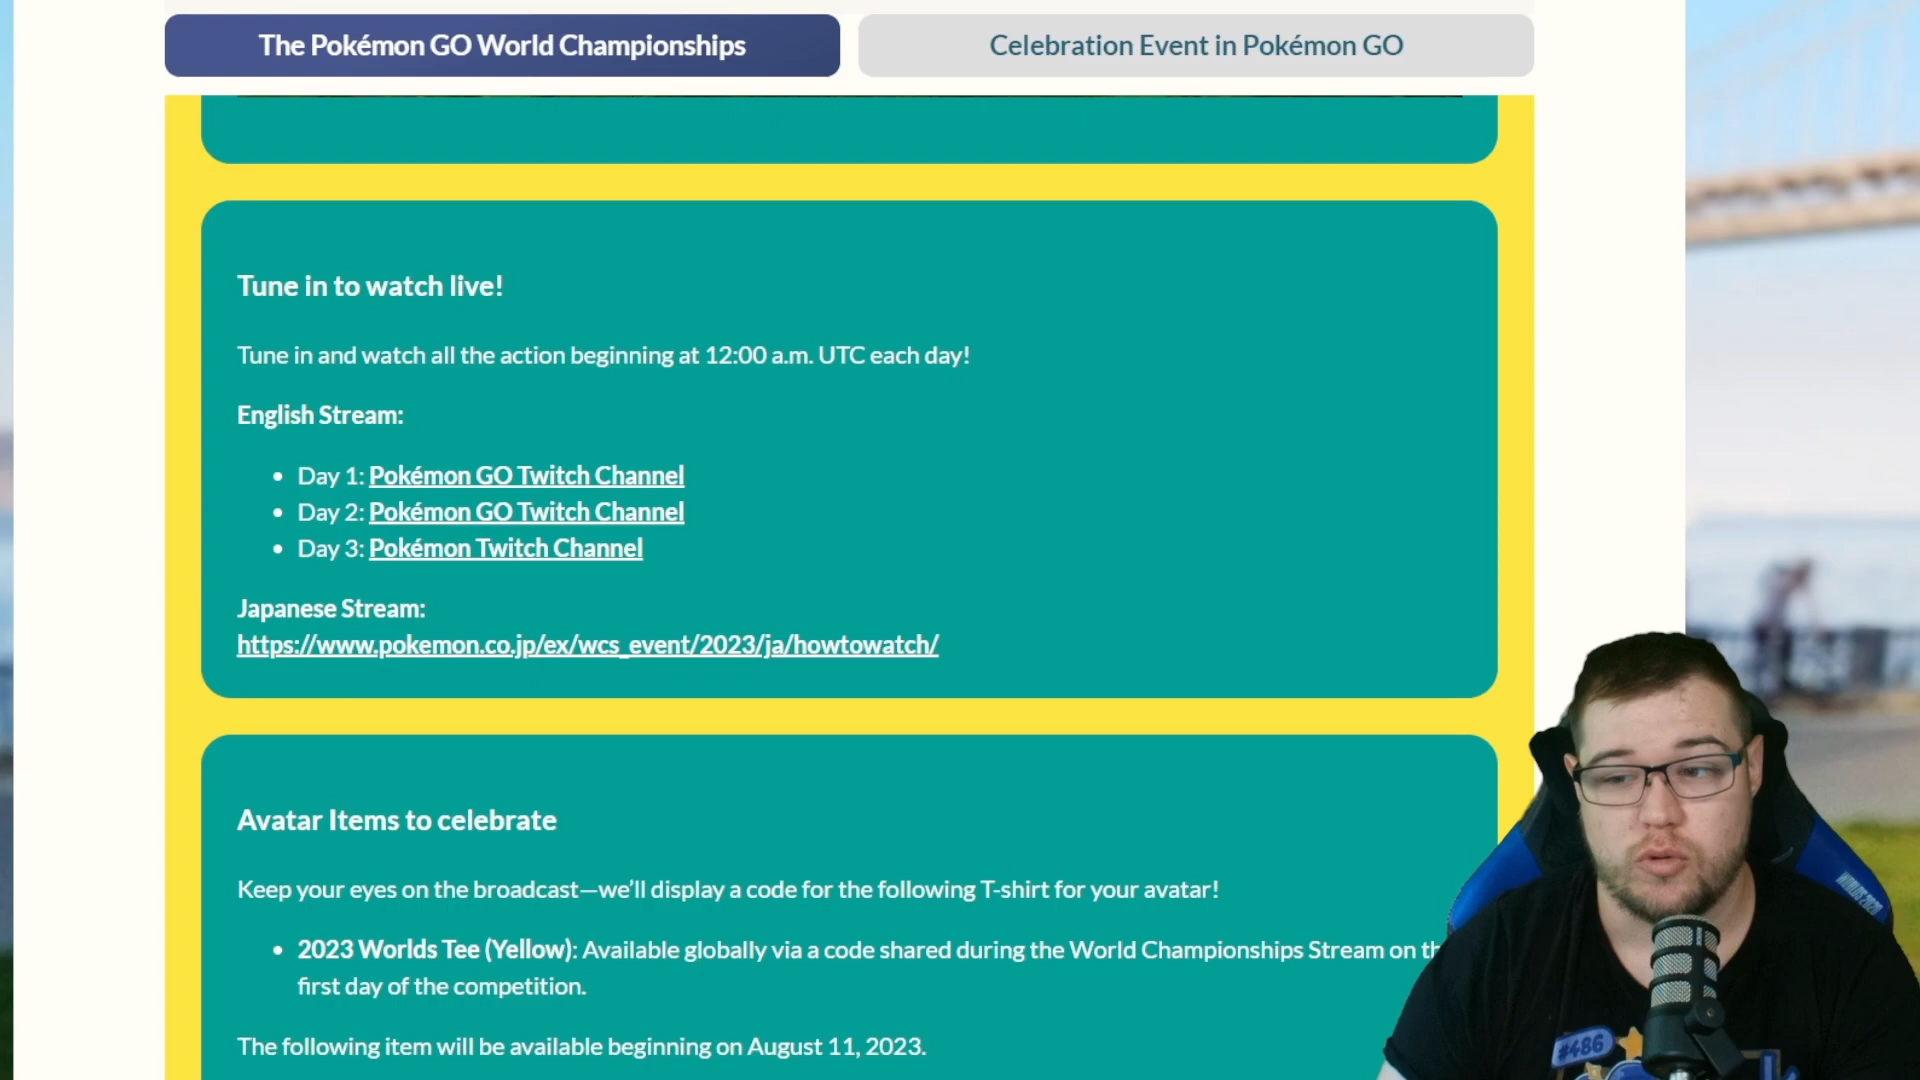 The Pokémon GO World Championships
Celebration Event in Pokémon GO
Tune in to watch live!
Tune in and watch all the action beginning at 12:00 a.m. UTC each day!
English Stream:
Day 1: Pokémon GO Twitch Channel
Day 2: Pokémon GO Twitch Channel
Day 3: Pokémon Twitch Channel
Japanese Stream:
https://www.pokemon.co.jp/ex/wcs_event/2023/ja/howtowatch/
Avatar Items to celebrate
Keep your eyes on the broadcast—we'll display a code for the following T-shirt for your avatar!
2023 Worlds Tee (Yellow): Available globally via a code shared during the World Championships Stream on
first day of the competition.
The following item will be available beginning on August 11, 2023.
WORLDS 2020
#486